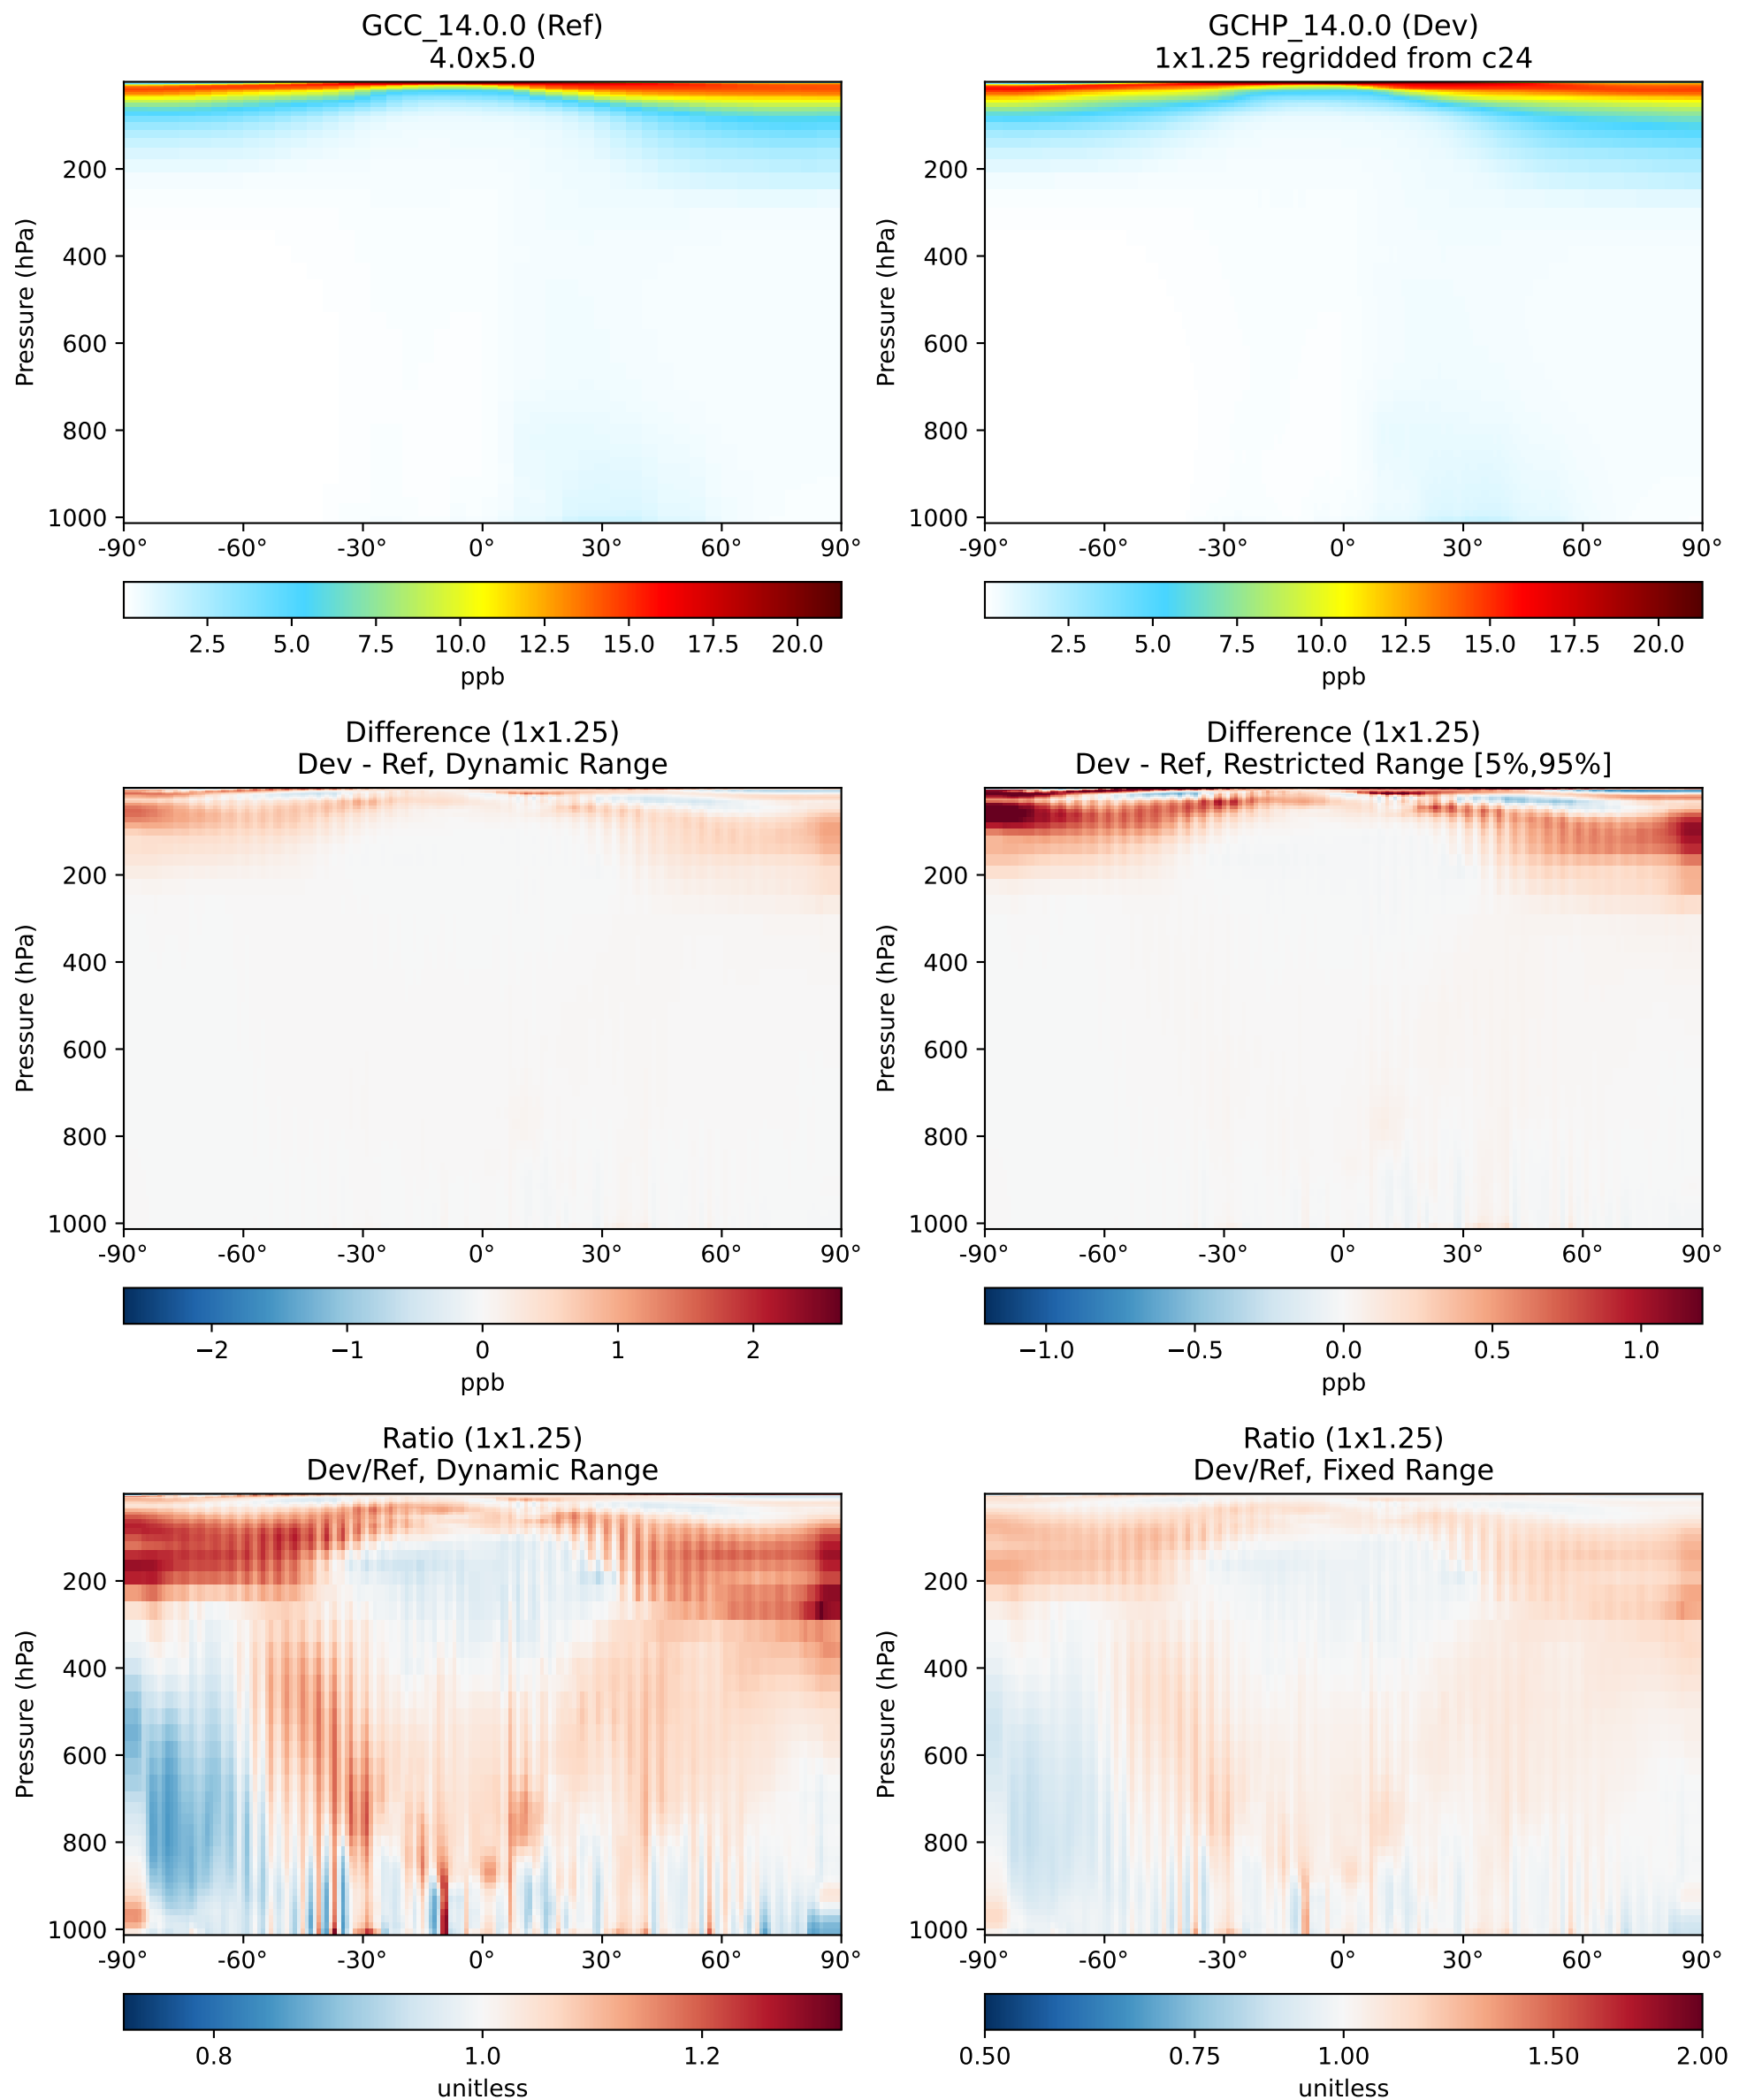 GCC_14.0.0 (Ref)
4.0x5.0
Pressure (hPa)
200
400
600
800
1000
-90° -60° -30° 0° 30° 60° 90°
2.5 5.0 7.5 10.0 12.5 15.0 17.5 20.0
ppb
GCHP_14.0.0 (Dev)
1x1.25 regridded from c24
Pressure (hPa)
200
400
600
800
1000
-90° -60° -30° 0° 30° 60° 90°
2.5 5.0 7.5 10.0 12.5 15.0 17.5 20.0
ppb
Difference (1x1.25)
Dev - Ref, Dynamic Range
Pressure (hPa)
200
400
600
800
1000
-90° -60° -30° 0° 30° 60° 90°
−2 −1 0 1 2
ppb
Difference (1x1.25)
Dev - Ref, Restricted Range [5%,95%]
Pressure (hPa)
200
400
600
800
1000
-90° -60° -30° 0° 30° 60° 90°
−1.0 −0.5 0.0 0.5 1.0
ppb
Ratio (1x1.25)
Dev/Ref, Dynamic Range
Pressure (hPa)
200
400
600
800
1000
-90° -60° -30° 0° 30° 60° 90°
0.8 1.0 1.2
unitless
Ratio (1x1.25)
Dev/Ref, Fixed Range
Pressure (hPa)
200
400
600
800
1000
-90° -60° -30° 0° 30° 60° 90°
0.50 0.75 1.00 1.50 2.00
unitless